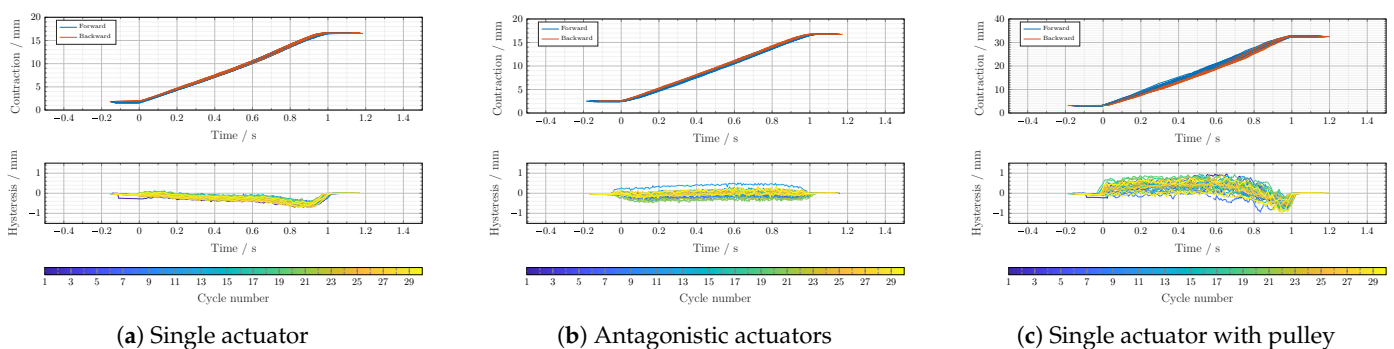 20
15
10
5
0
Contraction / mm
Forward
Backward
−0.4 −0.2 0 0.2 0.4 0.6 0.8 1 1.2 1.4
Time / s
1
0
−1
Hysteresis / mm
−0.4 −0.2 0 0.2 0.4 0.6 0.8 1 1.2 1.4
Time / s
1 3 5 7 9 11 13 15 17 19 21 23 25 27 29
Cycle number
(a) Single actuator
20
15
10
5
0
Contraction / mm
Forward
Backward
−0.4 −0.2 0 0.2 0.4 0.6 0.8 1 1.2 1.4
Time / s
1
0
−1
Hysteresis / mm
−0.4 −0.2 0 0.2 0.4 0.6 0.8 1 1.2 1.4
Time / s
1 3 5 7 9 11 13 15 17 19 21 23 25 27 29
Cycle number
(b) Antagonistic actuators
40
30
20
10
0
Contraction / mm
Forward
Backward
−0.4 −0.2 0 0.2 0.4 0.6 0.8 1 1.2 1.4
Time / s
1
0
−1
Hysteresis / mm
−0.4 −0.2 0 0.2 0.4 0.6 0.8 1 1.2 1.4
Time / s
1 3 5 7 9 11 13 15 17 19 21 23 25 27 29
Cycle number
(c) Single actuator with pulley